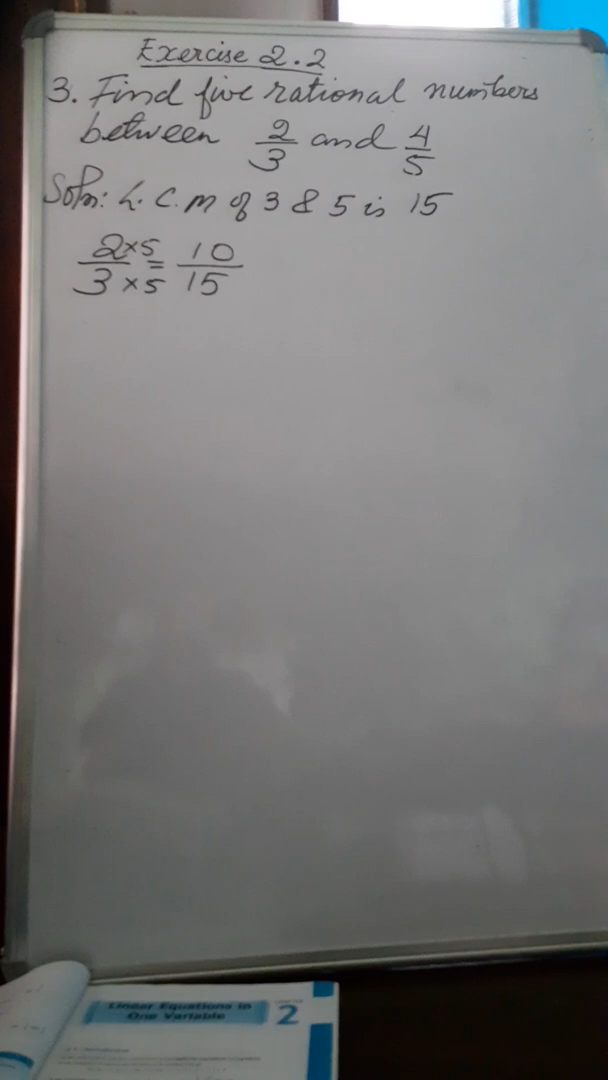 Exercise 2.2
3. Find five rational numbers
between 2/3 and 4/5
Soln: L.C.M of 3 & 5 is 15
2×5/3×5 = 10/15
Linear Equations in
One Variable
2